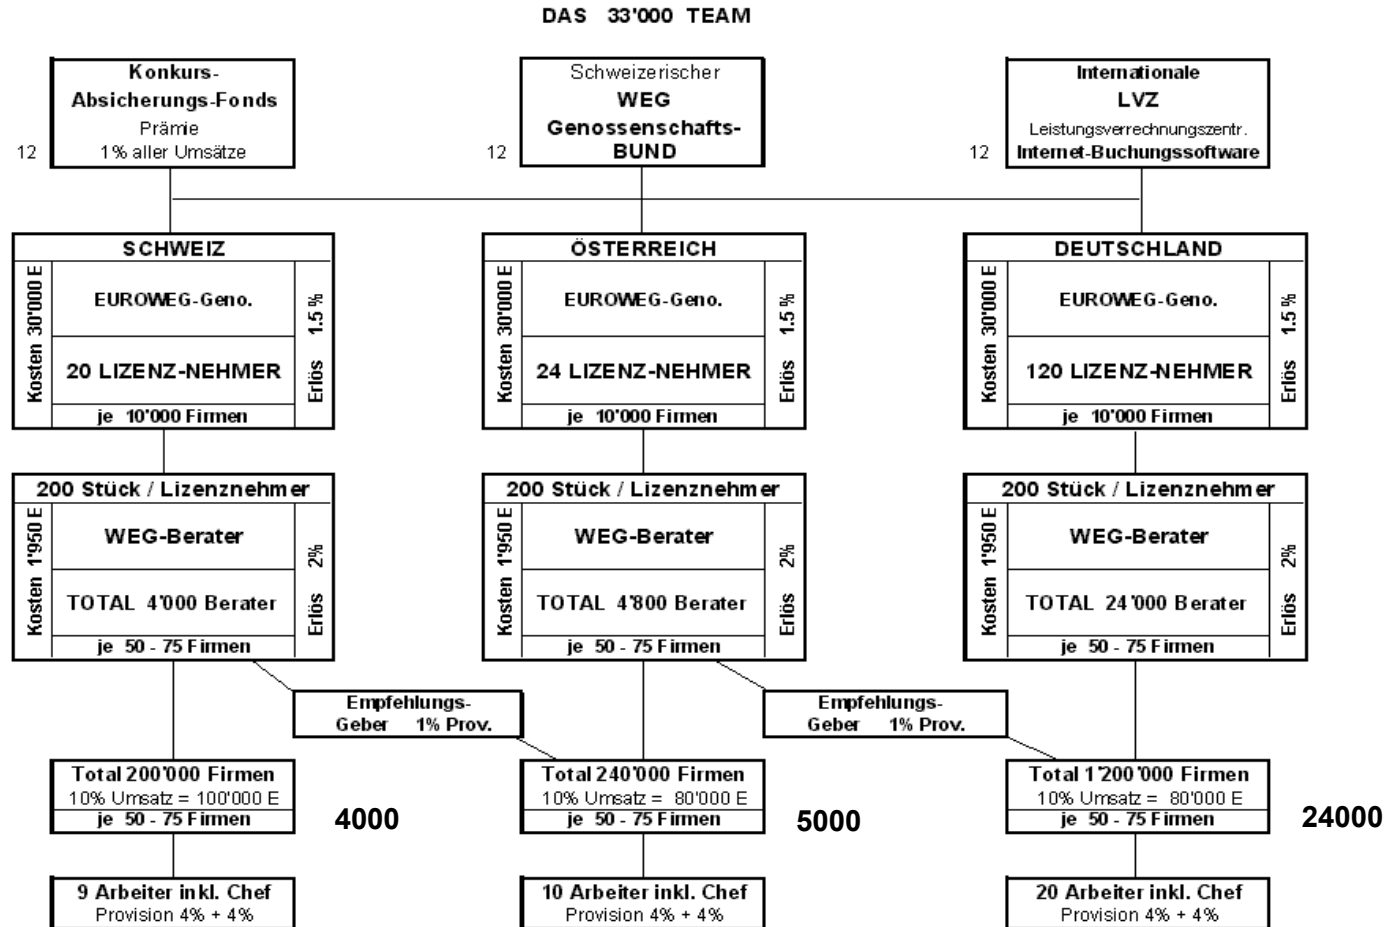 DAS 33'000 TEAM
Konkurs-
Absicherungs-Fonds
Prämie
1% aller Umsätze
12
Schweizerischer
WEG
Genossenschafts-
BUND
12
Internationale
LVZ
Leistungsverrechnungszentr.
Internet-Buchungssoftware
12
SCHWEIZ
Kosten 30'000 E
EUROWEG-Geno.
20 LIZENZ-NEHMER
Erlös 1.5 %
je 10'000 Firmen
ÖSTERREICH
Kosten 30'000 E
EUROWEG-Geno.
24 LIZENZ-NEHMER
Erlös 1.5 %
je 10'000 Firmen
DEUTSCHLAND
Kosten 30'000 E
EUROWEG-Geno.
120 LIZENZ-NEHMER
Erlös 1.5 %
je 10'000 Firmen
200 Stück / Lizenznehmer
Kosten 1'950 E
WEG-Berater
TOTAL 4'000 Berater
Erlös 2%
je 50 - 75 Firmen
200 Stück / Lizenznehmer
Kosten 1'950 E
WEG-Berater
TOTAL 4'800 Berater
Erlös 2%
je 50 - 75 Firmen
200 Stück / Lizenznehmer
Kosten 1'950 E
WEG-Berater
TOTAL 24'000 Berater
Erlös 2%
je 50 - 75 Firmen
Empfehlungs-
Geber 1% Prov.
Empfehlungs-
Geber 1% Prov.
Total 200'000 Firmen
10% Umsatz = 100'000 E
je 50 - 75 Firmen
4000
Total 240'000 Firmen
10% Umsatz = 80'000 E
je 50 - 75 Firmen
5000
Total 1'200'000 Firmen
10% Umsatz = 80'000 E
je 50 - 75 Firmen
24000
9 Arbeiter inkl. Chef
Provision 4% + 4%
10 Arbeiter inkl. Chef
Provision 4% + 4%
20 Arbeiter inkl. Chef
Provision 4% + 4%